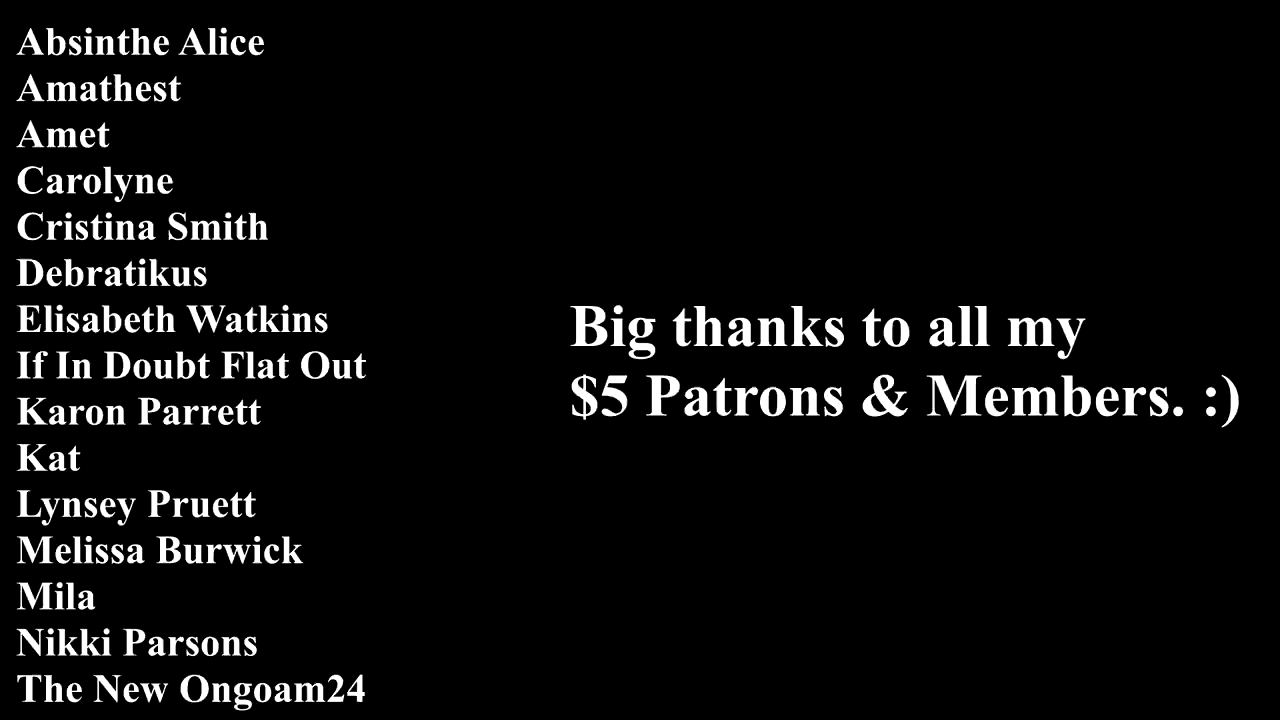 Absinthe Alice
Amathest
Amet
Carolyne
Cristina Smith
Debratikus
Elisabeth Watkins
If In Doubt Flat Out
Karon Parrett
Kat
Lynsey Pruett
Melissa Burwick
Mila
Nikki Parsons
The New Ongoam24
Big thanks to all my
$5 Patrons & Members. :)